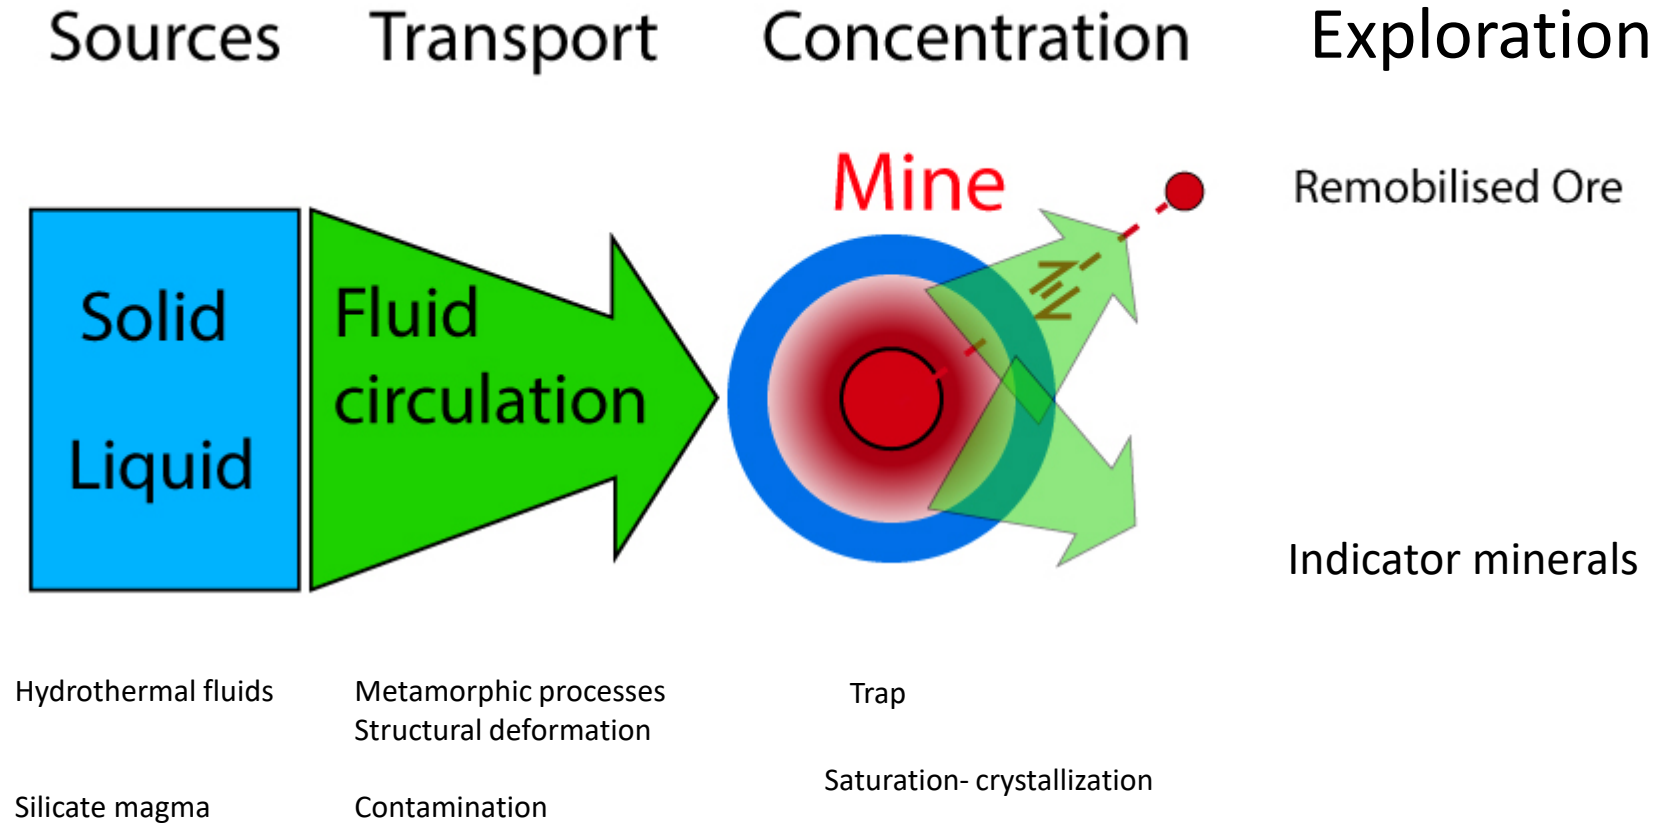 Sources Transport Concentration Exploration
Mine
Remobilised Ore
Solid
Liquid
Fluid
circulation
Indicator minerals
Hydrothermal fluids
Metamorphic processes
Structural deformation
Trap
Saturation- crystallization
Silicate magma
Contamination